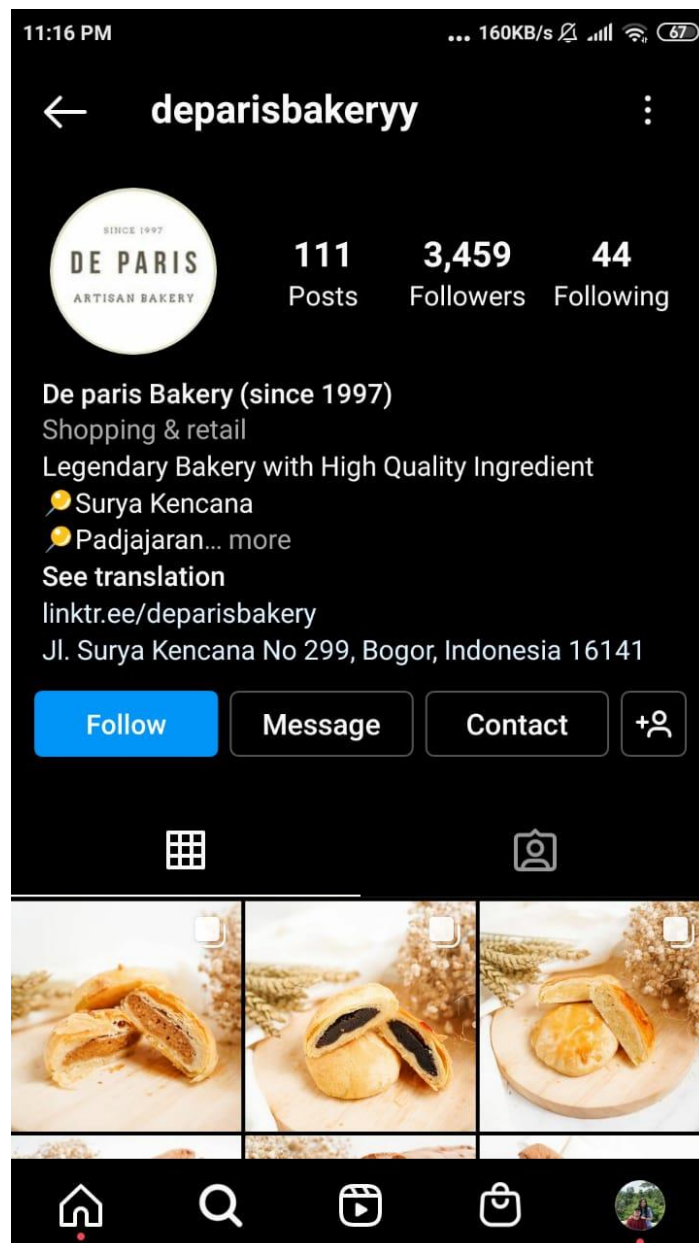 11:16 PM
... 160KB/s 67
deparisbakeryy
SINCE 1997
DE PARIS
ARTISAN BAKERY
111
Posts
3,459
Followers
44
Following
De paris Bakery (since 1997)
Shopping & retail
Legendary Bakery with High Quality Ingredient
Surya Kencana
Padjajaran... more
See translation
linktr.ee/deparisbakery
Jl. Surya Kencana No 299, Bogor, Indonesia 16141
Follow
Message
Contact